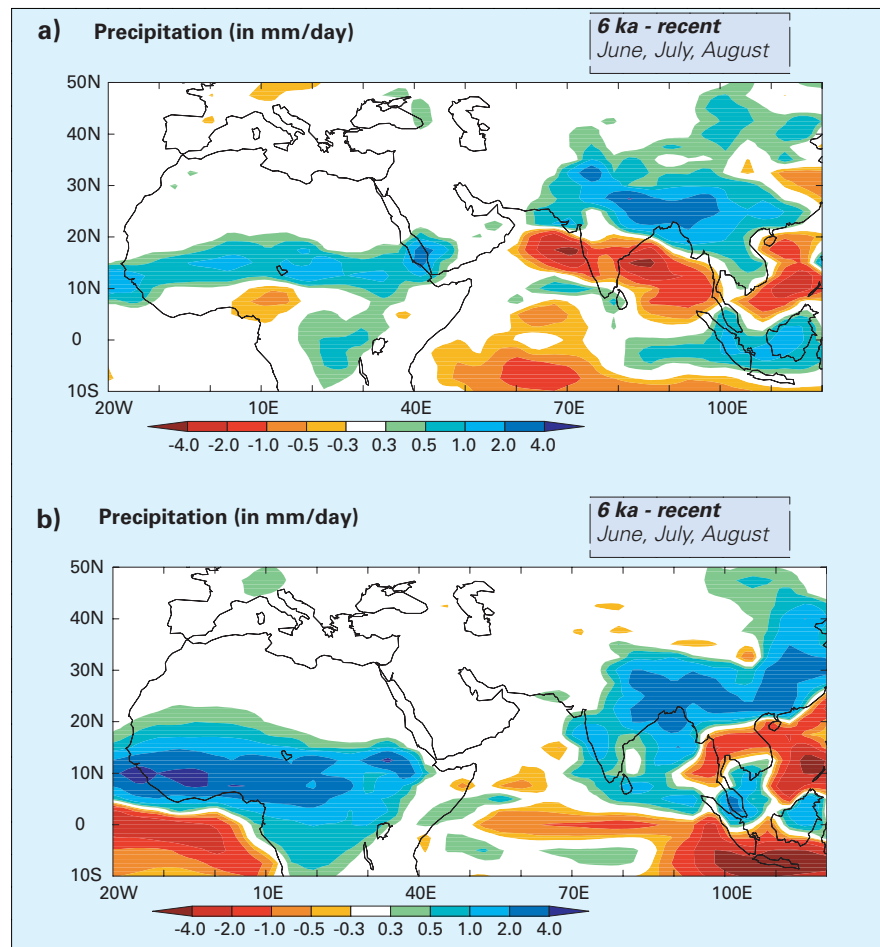 a) Precipitation (in mm/day)
6 ka - recent
June, July, August
50N
40N
30N
20N
10N
0
10S
20W 10E 40E 70E 100E
-4.0 -2.0 -1.0 -0.5 -0.3 0.3 0.5 1.0 2.0 4.0
b) Precipitation (in mm/day)
6 ka - recent
June, July, August
50N
40N
30N
20N
10N
0
10S
20W 10E 40E 70E 100E
-4.0 -2.0 -1.0 -0.5 -0.3 0.3 0.5 1.0 2.0 4.0